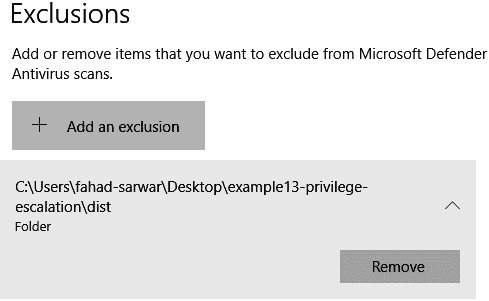 Exclusions
Add or remove items that you want to exclude from Microsoft Defender
Antivirus scans.
Add an exclusion
C:\Users\fahad-sarwar\Desktop\example13-privilege-
escalation\dist
Folder
Remove